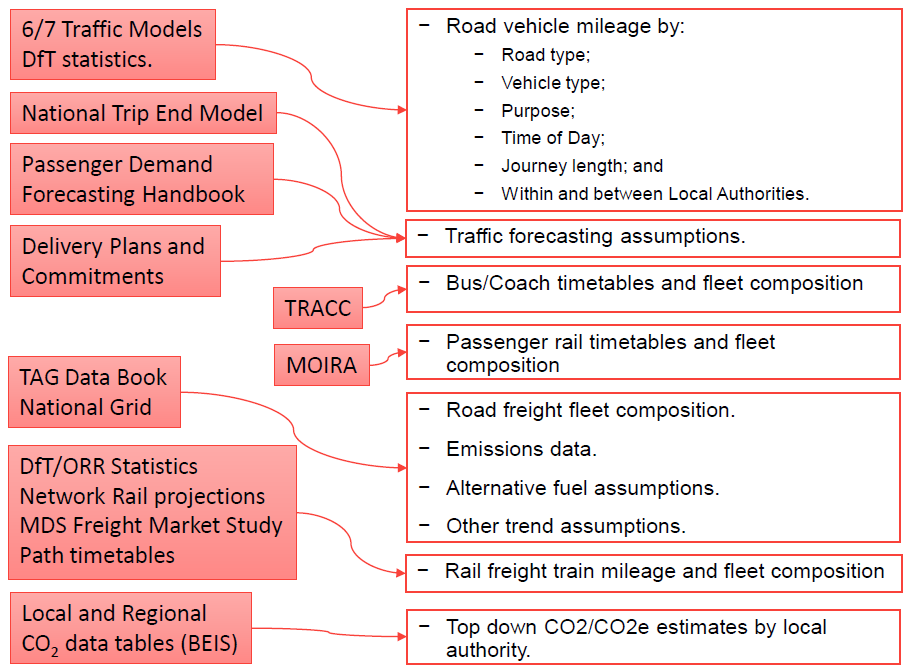 6/7 Traffic Models
DfT statistics.
National Trip End Model
Passenger Demand
Forecasting Handbook
Delivery Plans and
Commitments
TRACC
MOIRA
TAG Data Book
National Grid
DfT/ORR Statistics
Network Rail projections
MDS Freight Market Study
Path timetables
Local and Regional
CO₂ data tables (BEIS)
− Road vehicle mileage by:
− Road type;
− Vehicle type;
− Purpose;
− Time of Day;
− Journey length; and
− Within and between Local Authorities.
− Traffic forecasting assumptions.
− Bus/Coach timetables and fleet composition
− Passenger rail timetables and fleet
composition
− Road freight fleet composition.
− Emissions data.
− Alternative fuel assumptions.
− Other trend assumptions.
− Rail freight train mileage and fleet composition
− Top down CO2/CO2e estimates by local
authority.